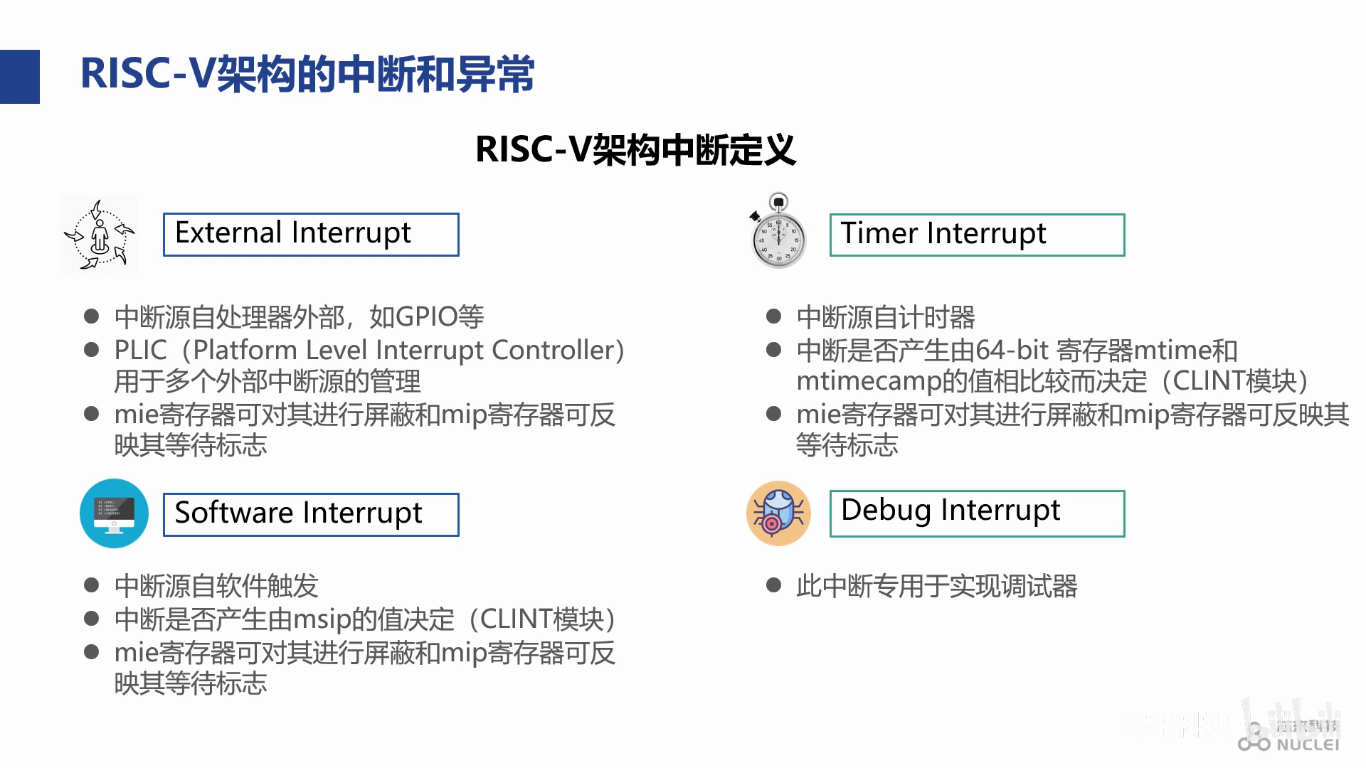 RISC-V架构的中断和异常
RISC-V架构中断定义
External Interrupt
● 中断源自处理器外部，如GPIO等
● PLIC（Platform Level Interrupt Controller）
用于多个外部中断源的管理
● mie寄存器可对其进行屏蔽和mip寄存器可反
映其等待标志
Timer Interrupt
● 中断源自计时器
● 中断是否产生由64-bit 寄存器mtime和
mtimecamp的值相比较而决定（CLINT模块）
● mie寄存器可对其进行屏蔽和mip寄存器可反映其
等待标志
Software Interrupt
● 中断源自软件触发
● 中断是否产生由msip的值决定（CLINT模块）
● mie寄存器可对其进行屏蔽和mip寄存器可反
映其等待标志
Debug Interrupt
● 此中断专用于实现调试器
bilibili
芯来科技
NUCLEI